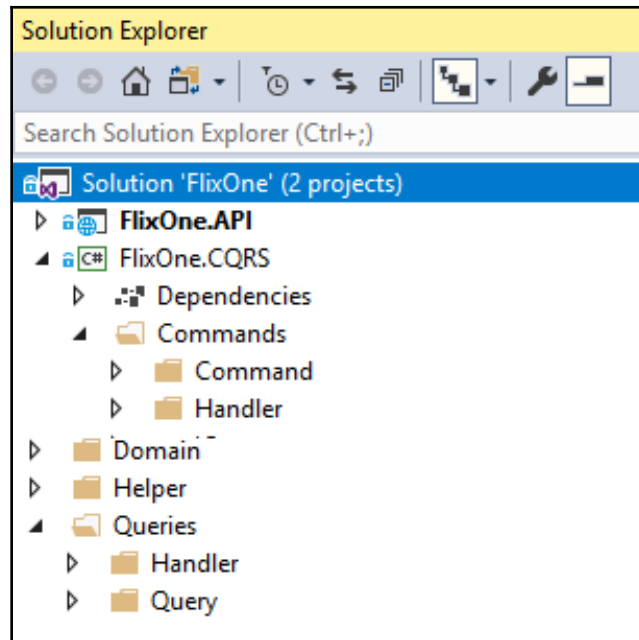 Solution Explorer
Search Solution Explorer (Ctrl+;)
Solution 'FlixOne' (2 projects)
FlixOne.API
C# FlixOne.CQRS
Dependencies
Commands
Command
Handler
Domain
Helper
Queries
Handler
Query